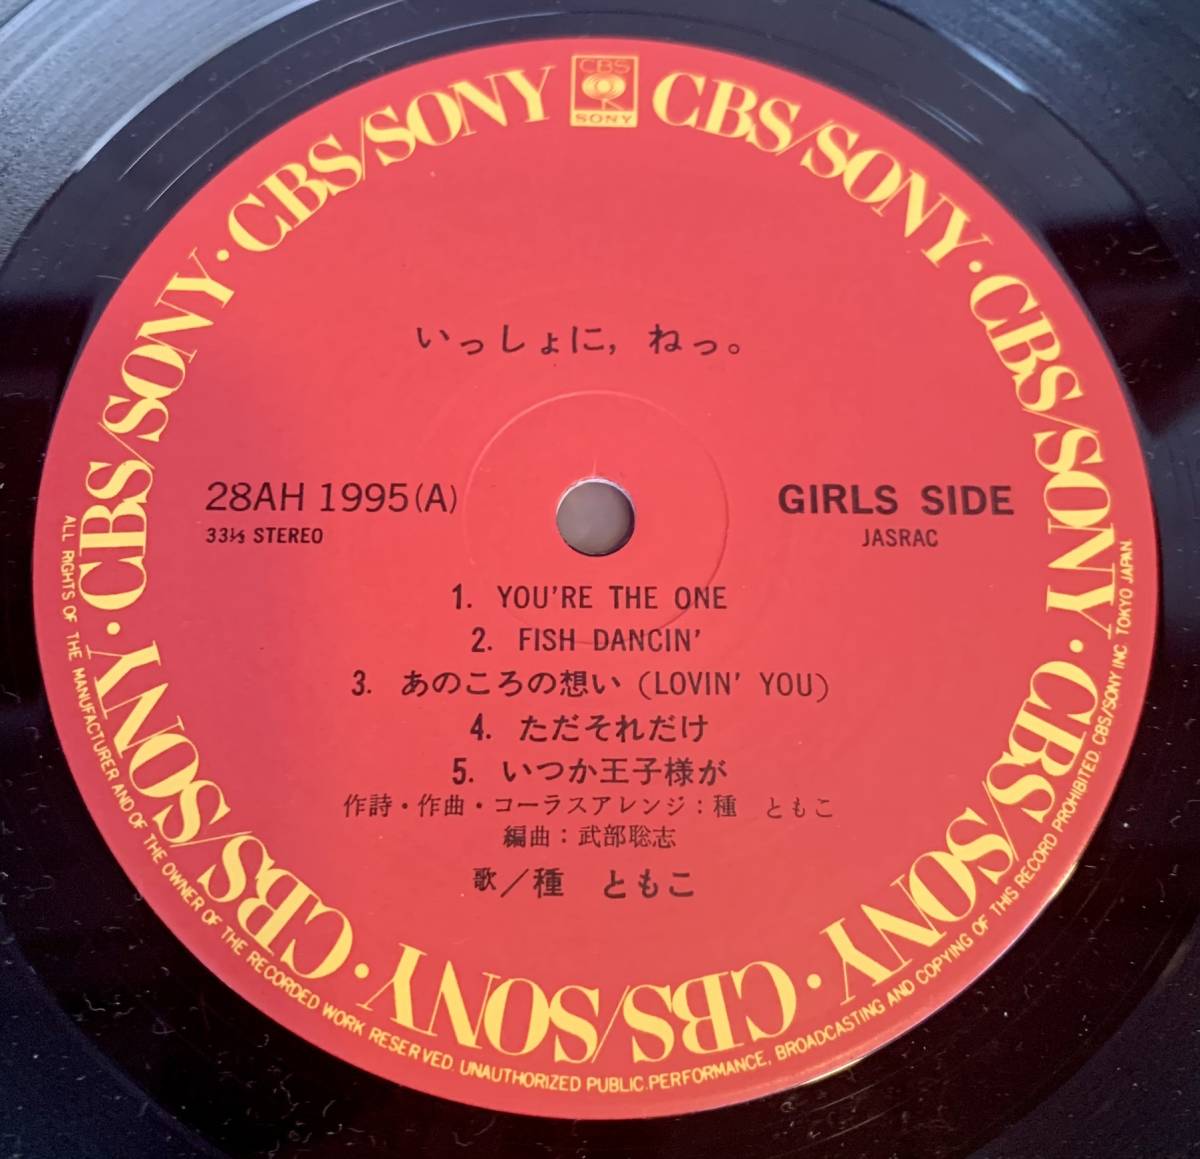 CBS
SONY
CBS/SONY · CBS/SONY · CBS/SONY · CBS/SONY · CBS/SONY · CBS/SONY · CBS/SONY · CBS/SONY
いっしょに, ねっ。
28AH 1995(A)
33⅓ STEREO
GIRLS SIDE
JASRAC
1. YOU'RE THE ONE
2. FISH DANCIN'
3. あのころの想い (LOVIN' YOU)
4. ただそれだけ
5. いつか王子様が
作詩・作曲・コーラスアレンジ：種 ともこ
編曲：武部聡志
歌／種 ともこ
ALL RIGHTS OF THE MANUFACTURER AND OF THE OWNER OF THE RECORDED WORK RESERVED. UNAUTHORIZED PUBLIC PERFORMANCE, BROADCASTING AND COPYING OF THIS RECORD PROHIBITED. CBS/SONY INC. TOKYO JAPAN.